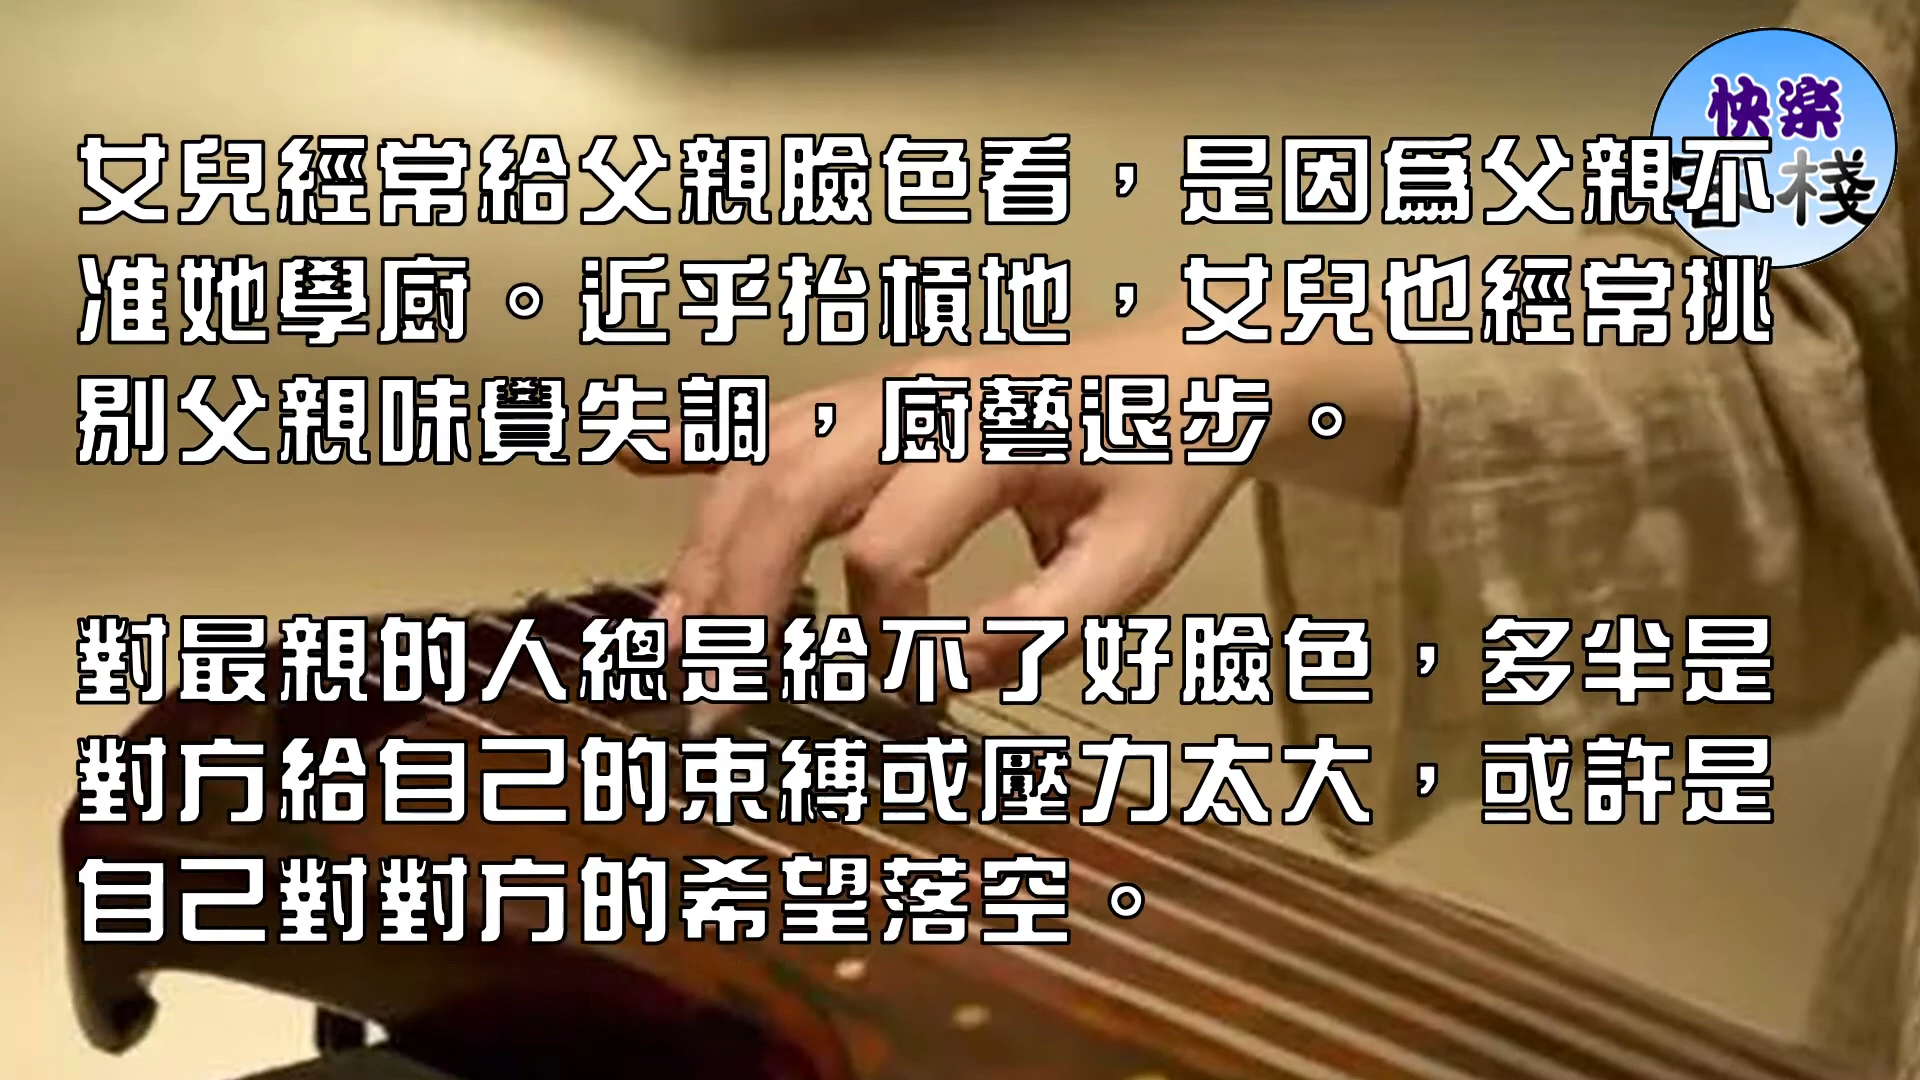 快樂
客栈
女兒經常給父親臉色看，是因為父親不
准她學廚。近乎抬槓地，女兒也經常挑
剔父親味覺失調，廚藝退步。
對最親的人總是給不了好臉色，多半是
對方給自己的束縛或壓力太大，或許是
自己對對方的希望落空。